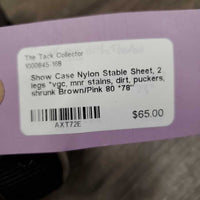 The Tack Collector
1000845-168
Show Case Nylon Stable Sheet, 2
legs *vgc, mnr stains, dirt, puckers,
shrunk Brown/Pink 80 "78"
AXT72E
$65.00